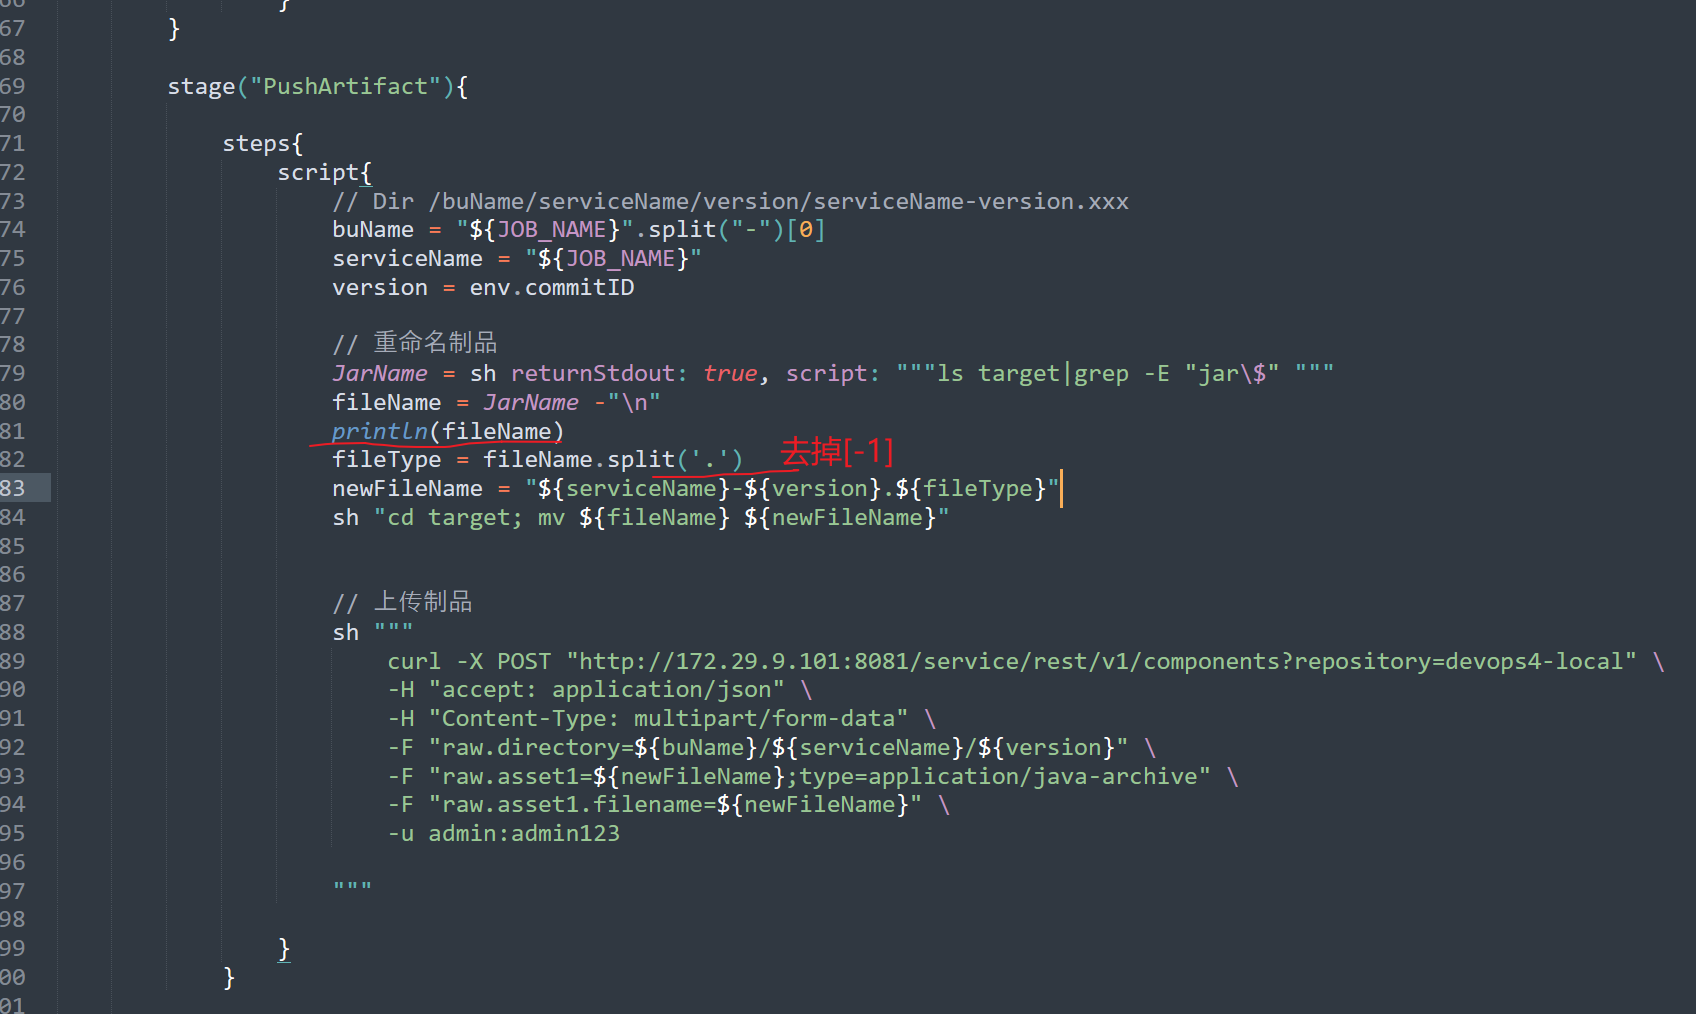 66 }
67 }
68
69 stage("PushArtifact"){
70
71 steps{
72 script{
73 // Dir /buName/serviceName/version/serviceName-version.xxx
74 buName = "${JOB_NAME}".split("-")[0]
75 serviceName = "${JOB_NAME}"
76 version = env.commitID
77
78 // 重命名制品
79 JarName = sh returnStdout: true, script: """ls target|grep -E "jar\$" """
80 fileName = JarName -"\n"
81 println(fileName)
82 fileType = fileName.split('.') 去掉[-1]
83 newFileName = "${serviceName}-${version}.${fileType}"
84 sh "cd target; mv ${fileName} ${newFileName}"
85
86
87 // 上传制品
88 sh """
89 curl -X POST "http://172.29.9.101:8081/service/rest/v1/components?repository=devops4-local" \
90 -H "accept: application/json" \
91 -H "Content-Type: multipart/form-data" \
92 -F "raw.directory=${buName}/${serviceName}/${version}" \
93 -F "raw.asset1=${newFileName};type=application/java-archive" \
94 -F "raw.asset1.filename=${newFileName}" \
95 -u admin:admin123
96
97 """
98
99 }
00 }
01